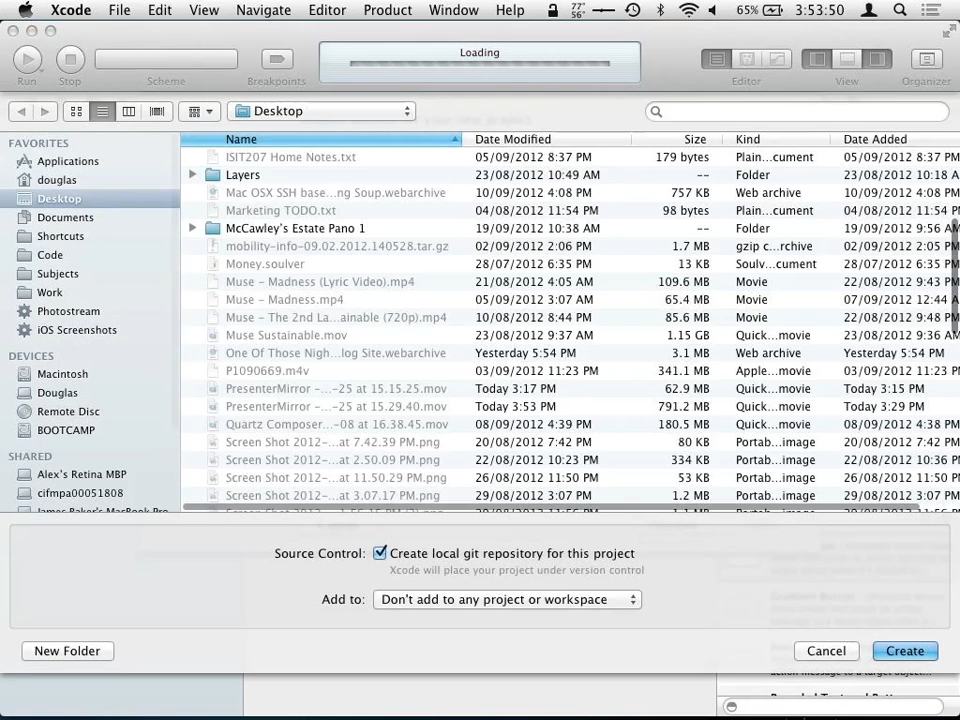 Xcode File Edit View Navigate Editor Product Window Help 77° 56° 65% 3:53:50
Loading
Run Stop Scheme Breakpoints Editor View Organizer
Desktop
FAVORITES Name Date Modified Size Kind Date Added
Applications
douglas
Desktop
Documents
Shortcuts
Code
Subjects
Work
Photostream
iOS Screenshots
DEVICES
Macintosh
Douglas
Remote Disc
BOOTCAMP
SHARED
Alex's Retina MBP
cifmpa00051808
James Baker's MacBook Pro
ISIT207 Home Notes.txt 05/09/2012 8:37 PM 179 bytes Plain...cument 05/09/2012 8:37 PM
Layers 23/08/2012 10:49 AM -- Folder 23/08/2012 10:18 A
Mac OSX SSH base...ng Soup.webarchive 10/09/2012 4:08 PM 757 KB Web archive 10/09/2012 4:08 PM
Marketing TODO.txt 04/08/2012 11:54 PM 98 bytes Plain...cument 04/08/2012 11:54 P
McCawley's Estate Pano 1 19/09/2012 10:38 AM -- Folder 19/09/2012 9:56 A
mobility-info-09.02.2012.140528.tar.gz 02/09/2012 2:06 PM 1.7 MB gzip c...rchive 02/09/2012 2:05 PM
Money.soulver 28/07/2012 6:35 PM 13 KB Soulv...cument 28/07/2012 6:35 PM
Muse – Madness (Lyric Video).mp4 21/08/2012 4:05 AM 109.6 MB Movie 22/08/2012 9:43 PM
Muse – Madness.mp4 05/09/2012 3:07 AM 65.4 MB Movie 07/09/2012 12:44 A
Muse – The 2nd La...ainable (720p).mp4 10/08/2012 8:44 PM 85.6 MB Movie 22/08/2012 9:48 PM
Muse Sustainable.mov 23/08/2012 9:37 AM 1.15 GB Quick...movie 23/08/2012 9:36 AM
One Of Those Nigh...log Site.webarchive Yesterday 5:54 PM 3.1 MB Web archive Yesterday 5:54 PM
P1090669.m4v 03/09/2012 11:23 PM 341.1 MB Apple...movie 03/09/2012 11:23 P
PresenterMirror –...-25 at 15.15.25.mov Today 3:17 PM 62.9 MB Quick...movie Today 3:15 PM
PresenterMirror –...-25 at 15.29.40.mov Today 3:53 PM 791.2 MB Quick...movie Today 3:29 PM
Quartz Composer...-08 at 16.38.45.mov 08/09/2012 4:39 PM 180.5 MB Quick...movie 08/09/2012 4:38 PM
Screen Shot 2012-...at 7.42.39 PM.png 20/08/2012 7:42 PM 80 KB Portab...image 20/08/2012 7:42 PM
Screen Shot 2012-...at 2.50.09 PM.png 22/08/2012 10:23 PM 334 KB Portab...image 22/08/2012 10:36 P
Screen Shot 2012-...at 11.50.29 PM.png 26/08/2012 11:50 PM 53 KB Portab...image 26/08/2012 11:50 P
Screen Shot 2012-...at 3.07.17 PM.png 29/08/2012 3:07 PM 1.2 MB Portab...image 29/08/2012 3:07 PM
Source Control: Create local git repository for this project
Xcode will place your project under version control
Add to: Don't add to any project or workspace
New Folder Cancel Create
action message to a target object...